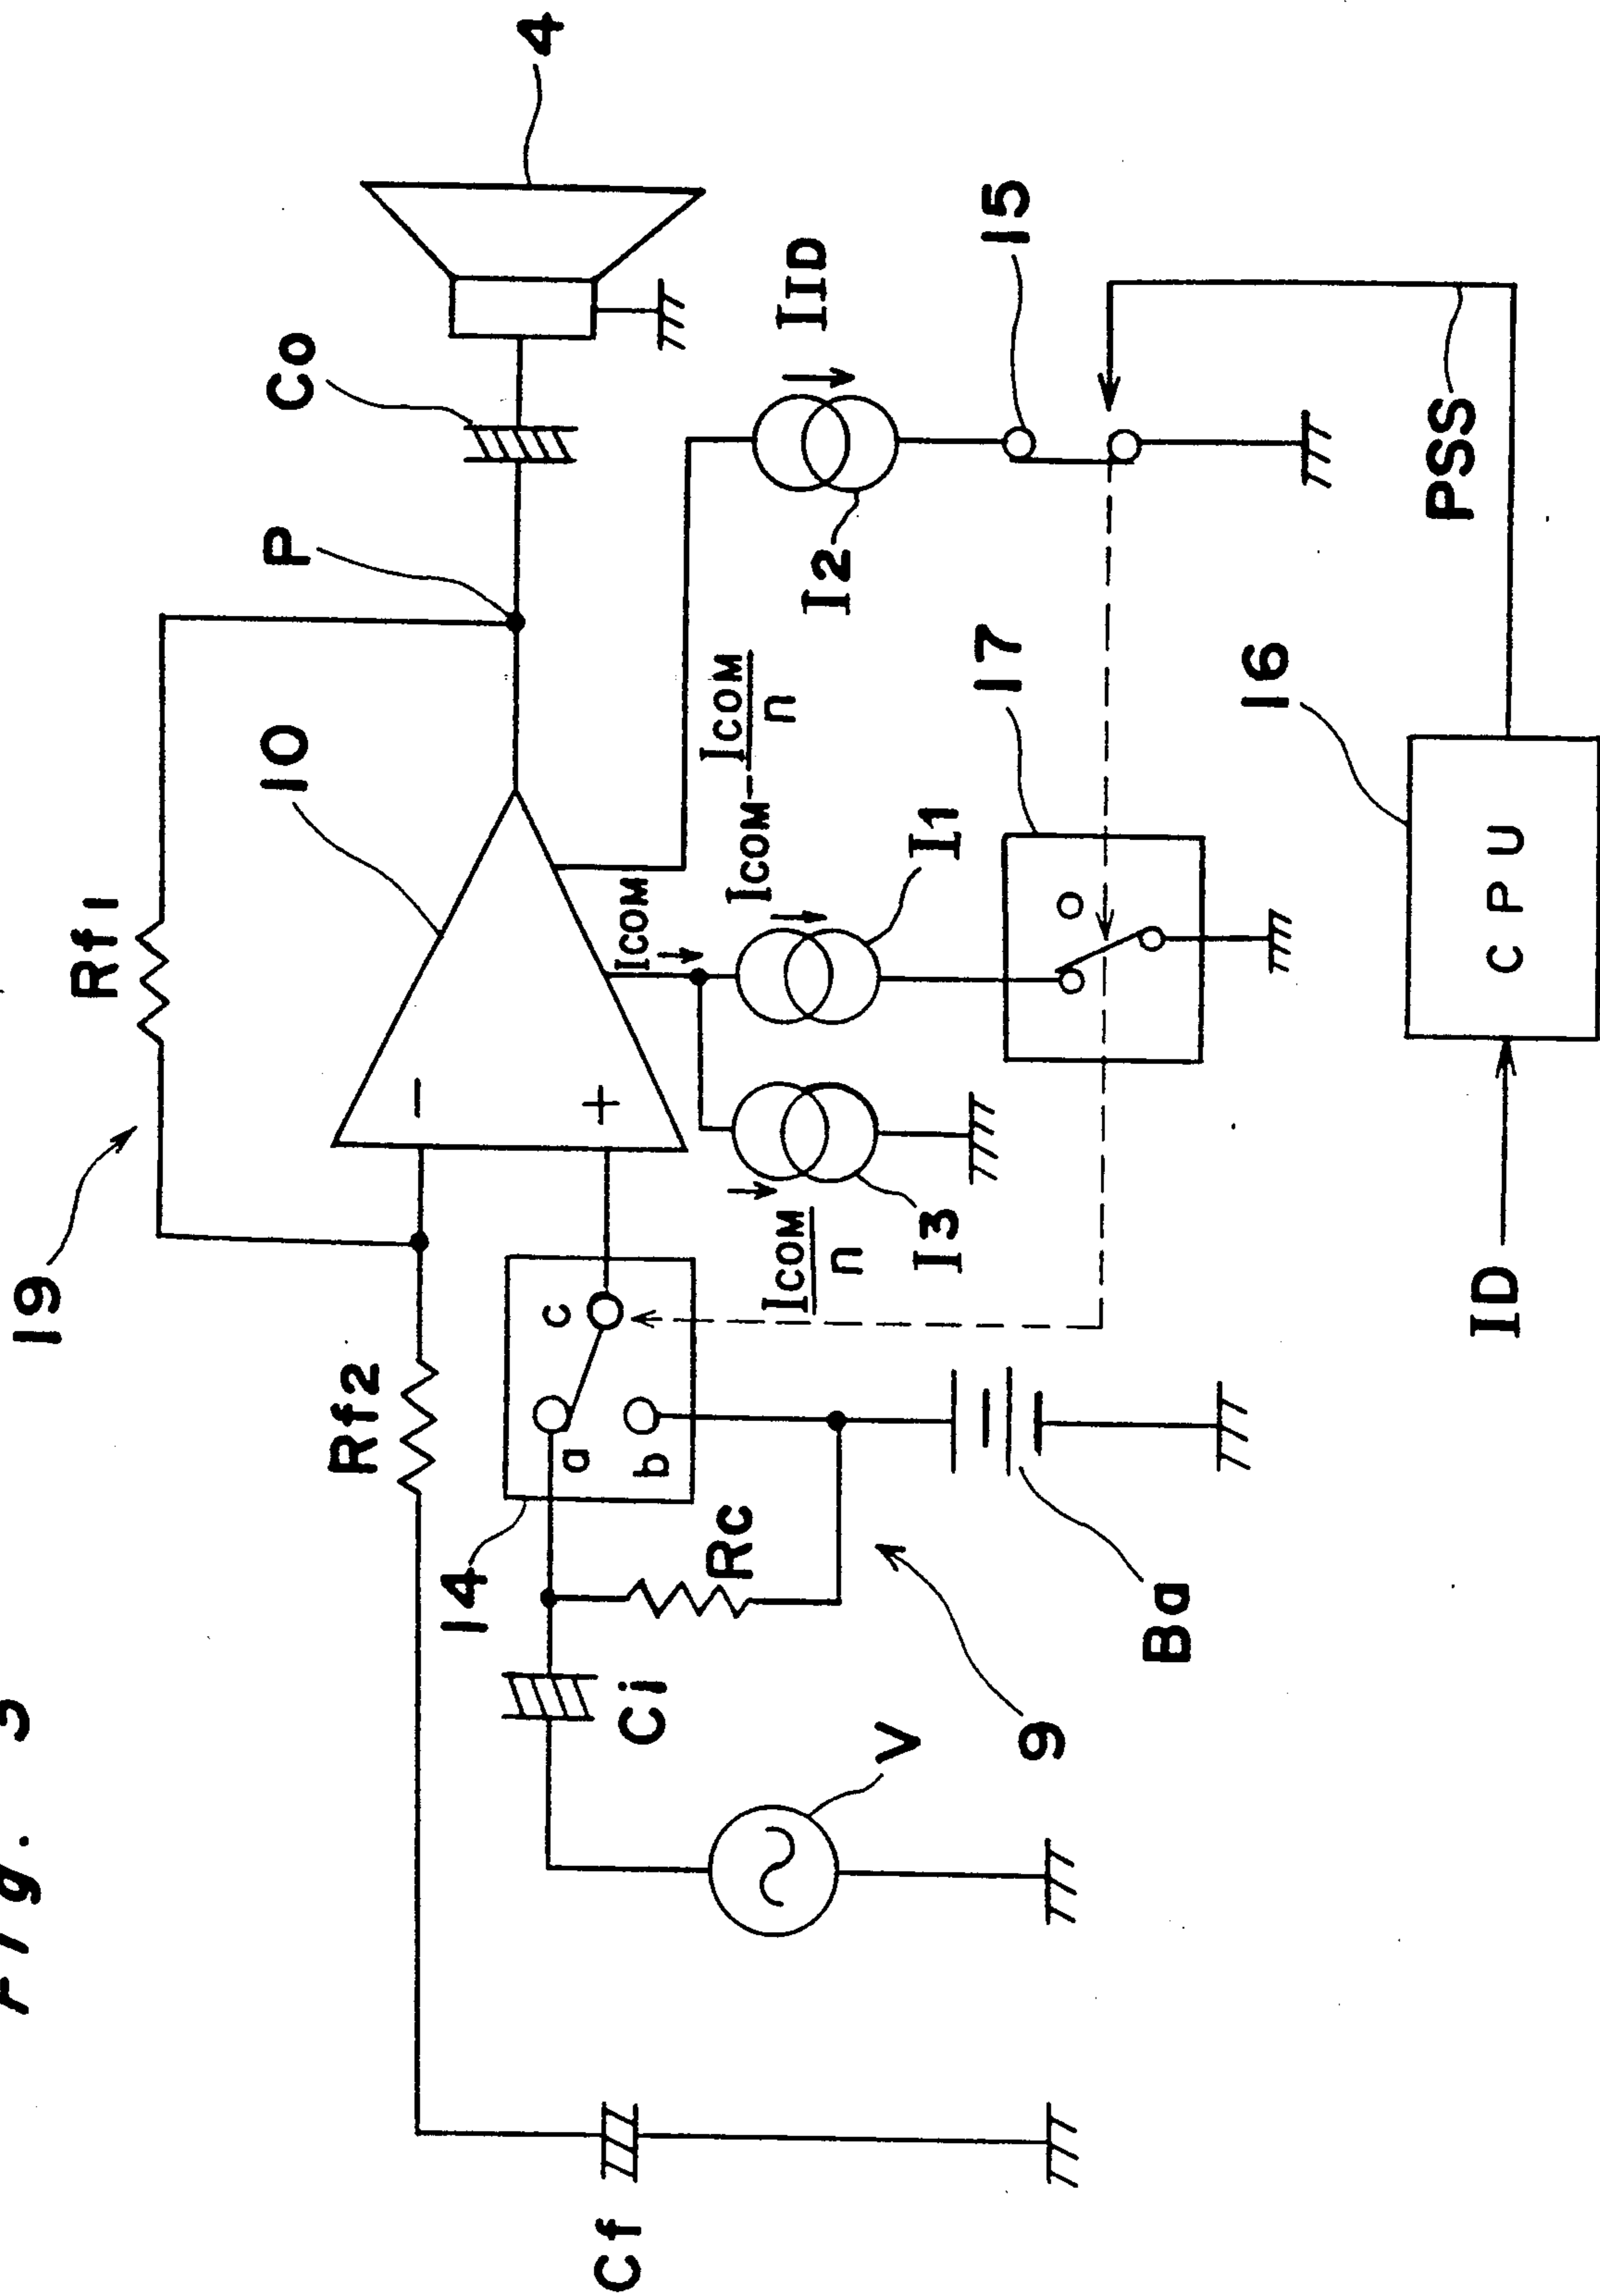 Fig. 3
19
Rf1
10
P
Co
4
Rf2
Cf
Ci
14
a
b
c
Rc
V
9
Ba
−
+
ICOM
ICOM/n
I3
ICOM-ICOM/n
I1
17
I2
IID
15
PSS
16
CPU
ID